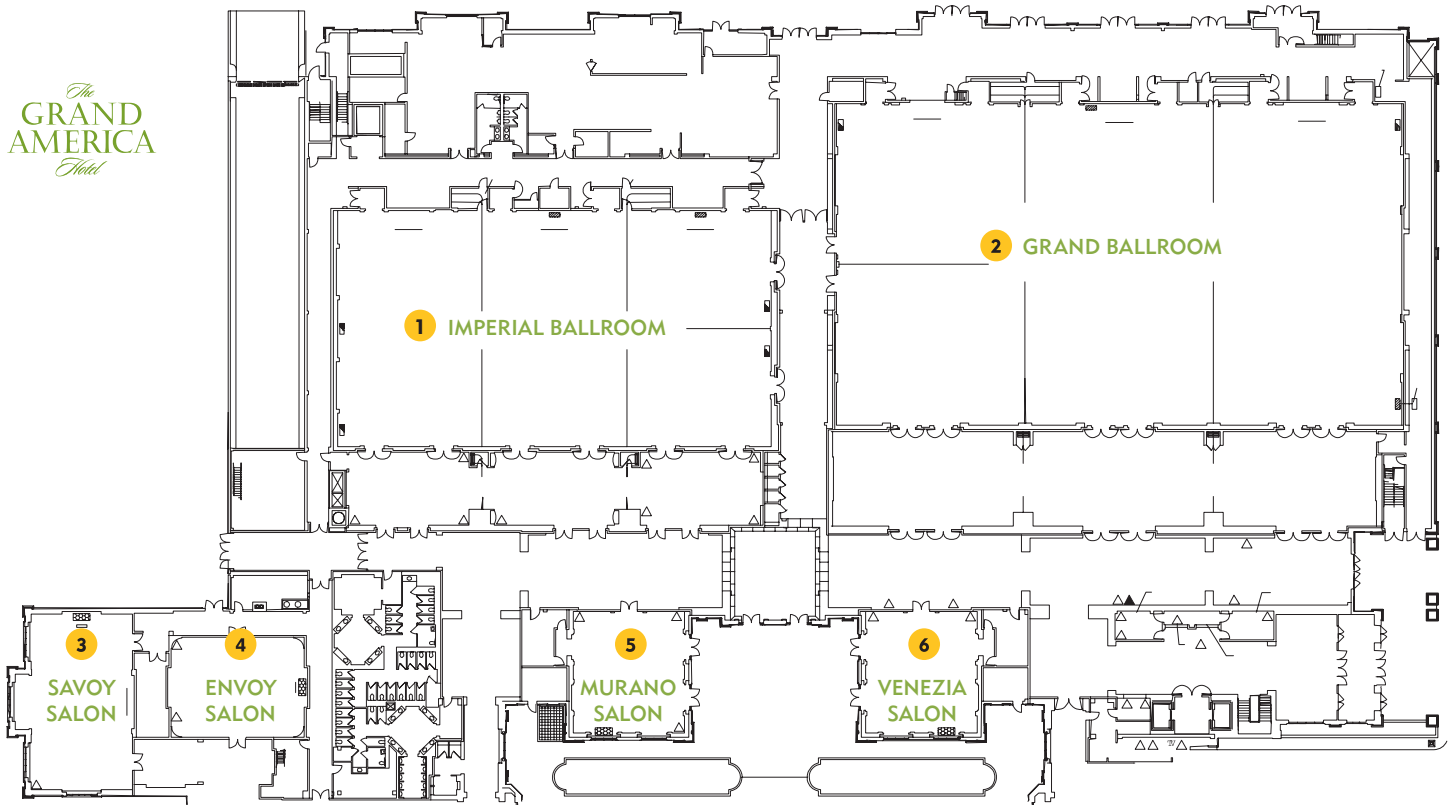 The
GRAND
AMERICA
Hotel
2 GRAND BALLROOM
1 IMPERIAL BALLROOM
3
SAVOY
SALON
4
ENVOY
SALON
5
MURANO
SALON
6
VENEZIA
SALON